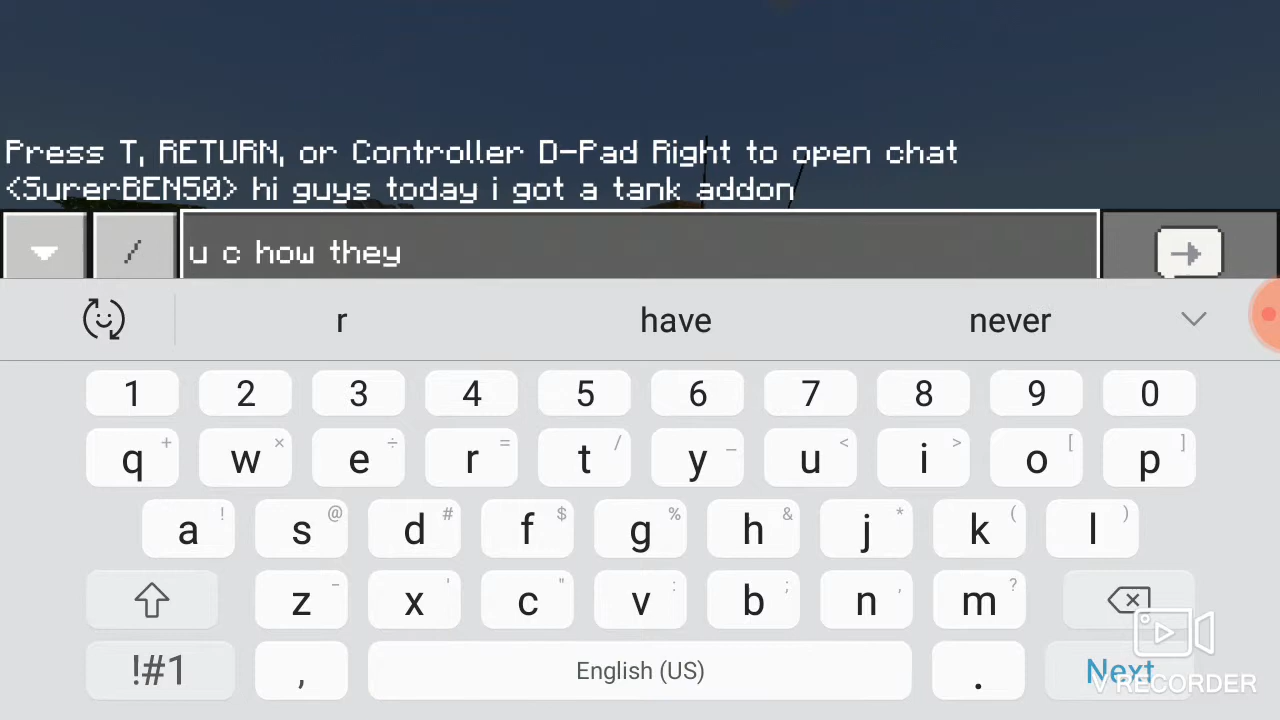 Press T, RETURN, or Controller D-Pad Right to open chat
<SurerBEN50> hi guys today i got a tank addon
/ u c how they
r have never
1 2 3 4 5 6 7 8 9 0
q + w × e ÷ r = t / y _ u < i > o [ p ]
a ! s @ d # f $ g % h & j * k ( l )
z - x ' c " v : b ; n , m ?
!#1 , English (US) . Next
V RECORDER